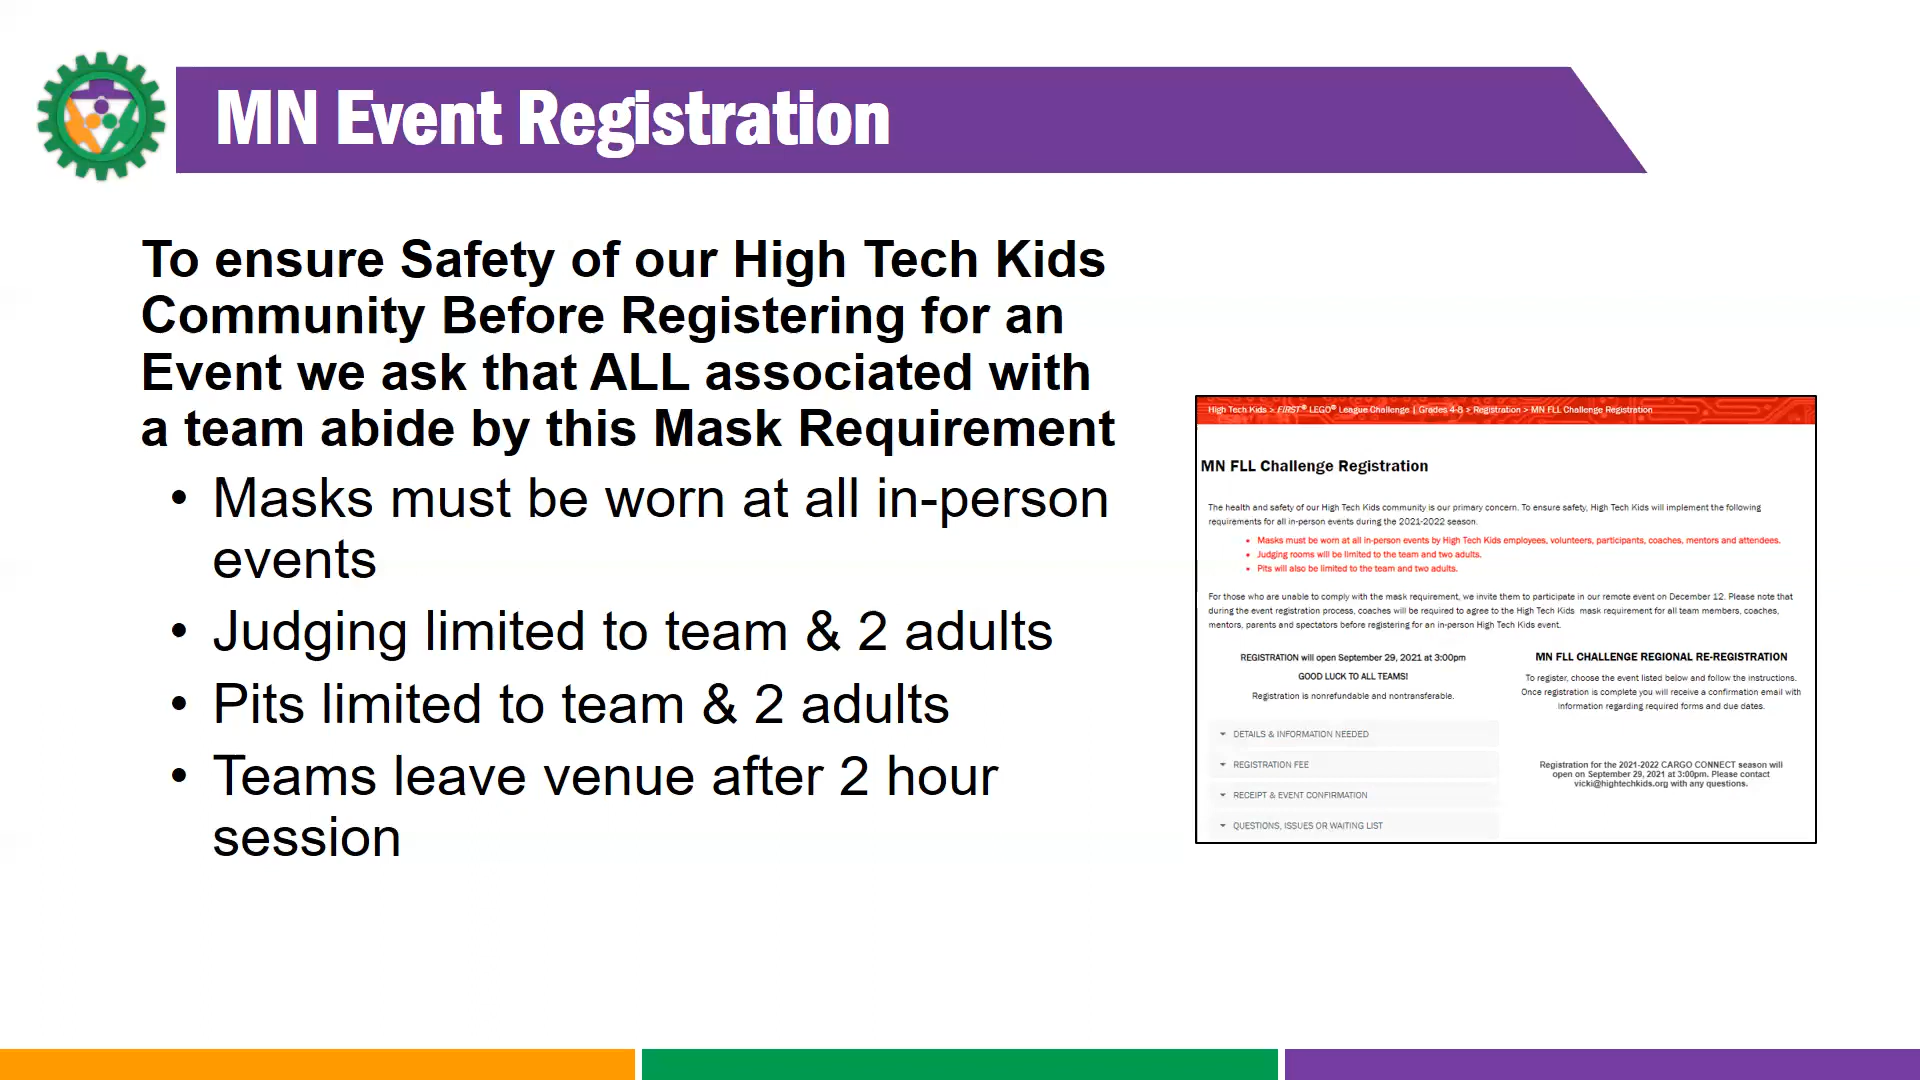 MN Event Registration
To ensure Safety of our High Tech Kids
Community Before Registering for an
Event we ask that ALL associated with
a team abide by this Mask Requirement
• Masks must be worn at all in-person
events
• Judging limited to team & 2 adults
• Pits limited to team & 2 adults
• Teams leave venue after 2 hour
session
High Tech Kids > FIRST® LEGO® League Challenge | Grades 4-8 > Registration > MN FLL Challenge Registration
MN FLL Challenge Registration
The health and safety of our High Tech Kids community is our primary concern. To ensure safety, High Tech Kids will implement the following
requirements for all in-person events during the 2021-2022 season.
• Masks must be worn at all in-person events by High Tech Kids employees, volunteers, participants, coaches, mentors and attendees.
• Judging rooms will be limited to the team and two adults.
• Pits will also be limited to the team and two adults.
For those who are unable to comply with the mask requirement, we invite them to participate in our remote event on December 12. Please note that
during the event registration process, coaches will be required to agree to the High Tech Kids mask requirement for all team members, coaches,
mentors, parents and spectators before registering for an in-person High Tech Kids event.
REGISTRATION will open September 29, 2021 at 3:00pm
GOOD LUCK TO ALL TEAMS!
Registration is nonrefundable and nontransferable.
DETAILS & INFORMATION NEEDED
REGISTRATION FEE
RECEIPT & EVENT CONFIRMATION
QUESTIONS, ISSUES OR WAITING LIST
MN FLL CHALLENGE REGIONAL RE-REGISTRATION
To register, choose the event listed below and follow the instructions.
Once registration is complete you will receive a confirmation email with
information regarding required forms and due dates.
Registration for the 2021-2022 CARGO CONNECT season will
open on September 29, 2021 at 3:00pm. Please contact
vicki@hightechkids.org with any questions.